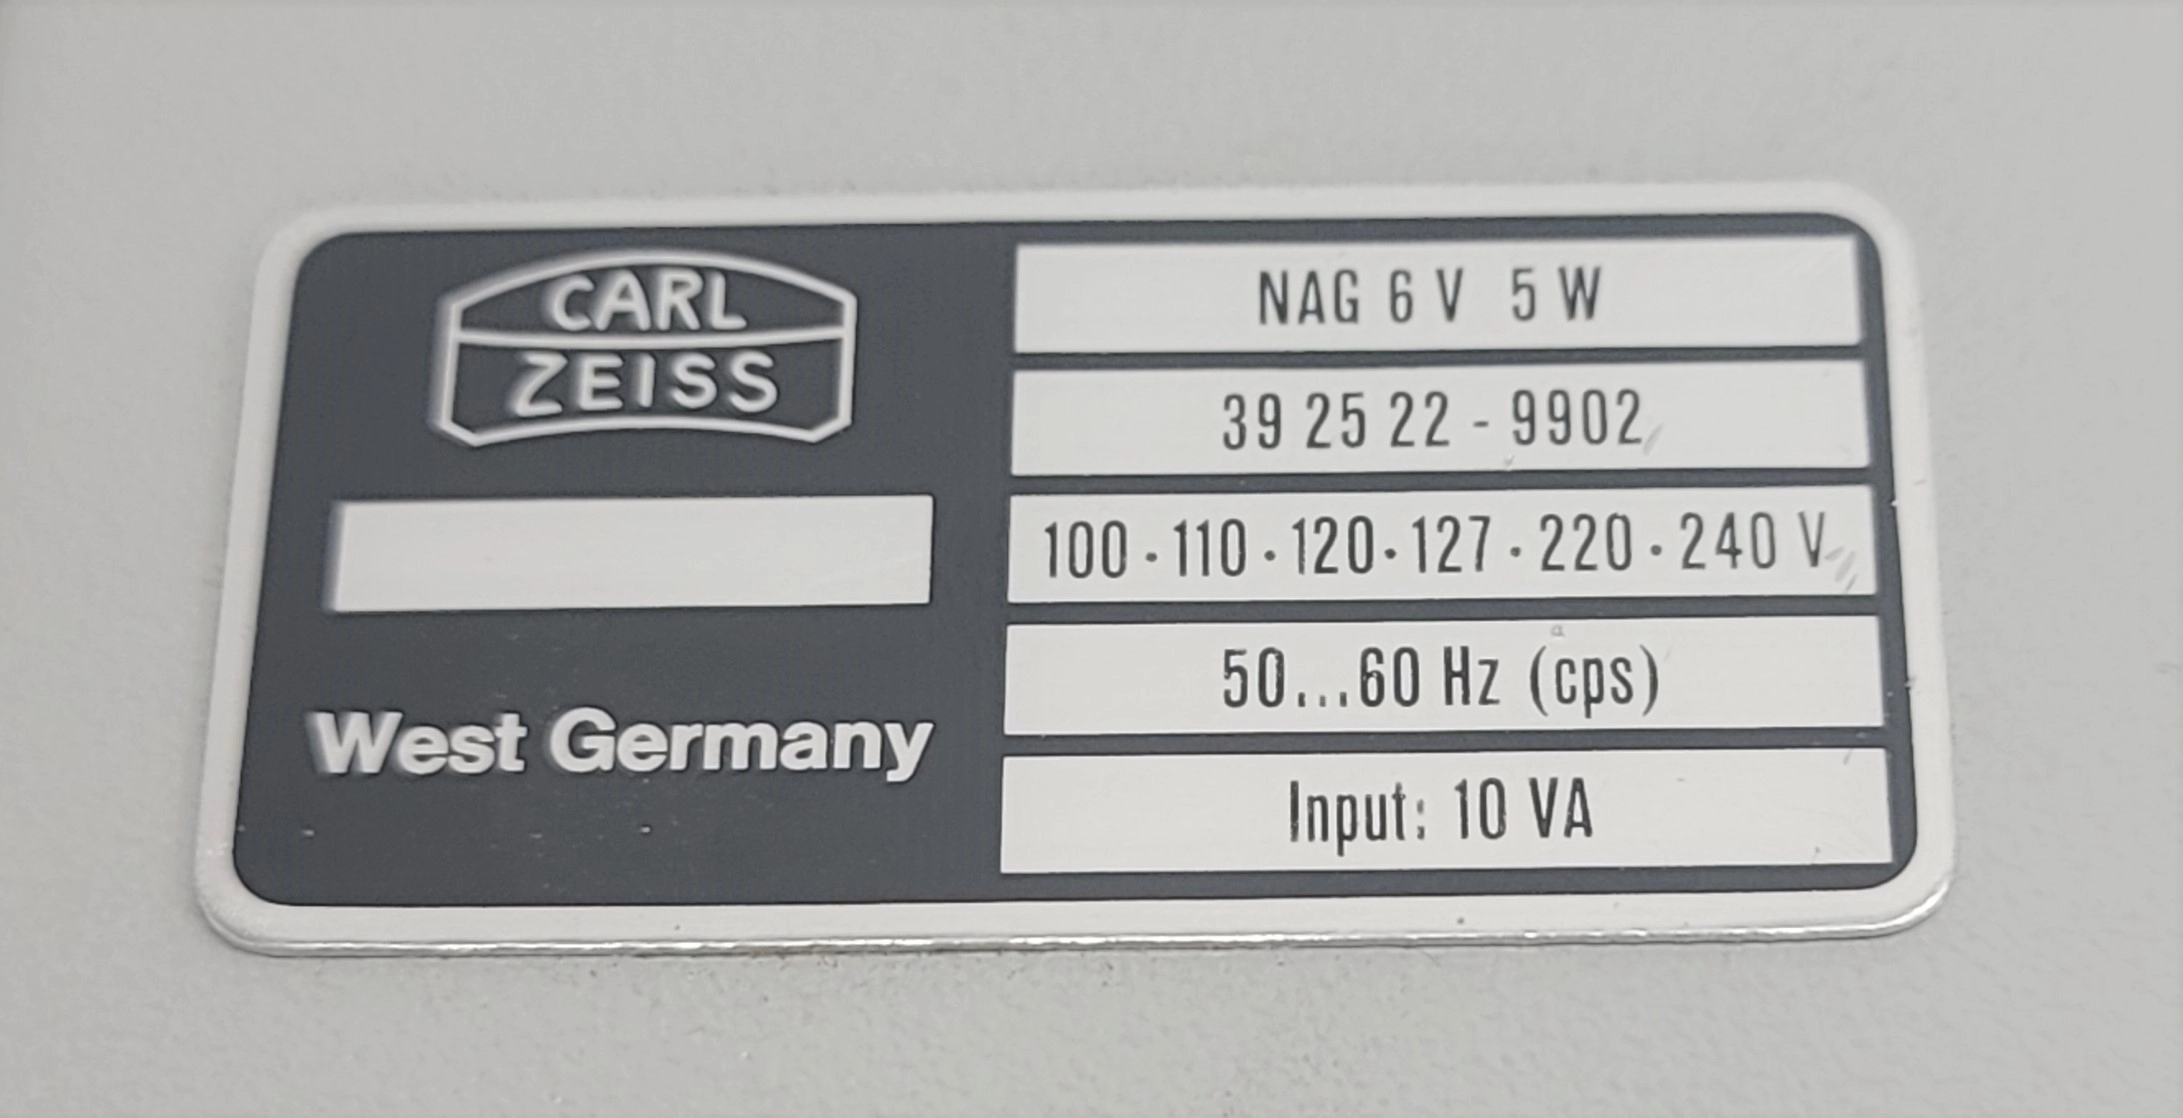 CARL
ZEISS
West Germany
NAG 6 V 5 W
39 25 22 - 9902
100 · 110 · 120 · 127 · 220 · 240 V
50...60 Hz (cps)
Input: 10 VA